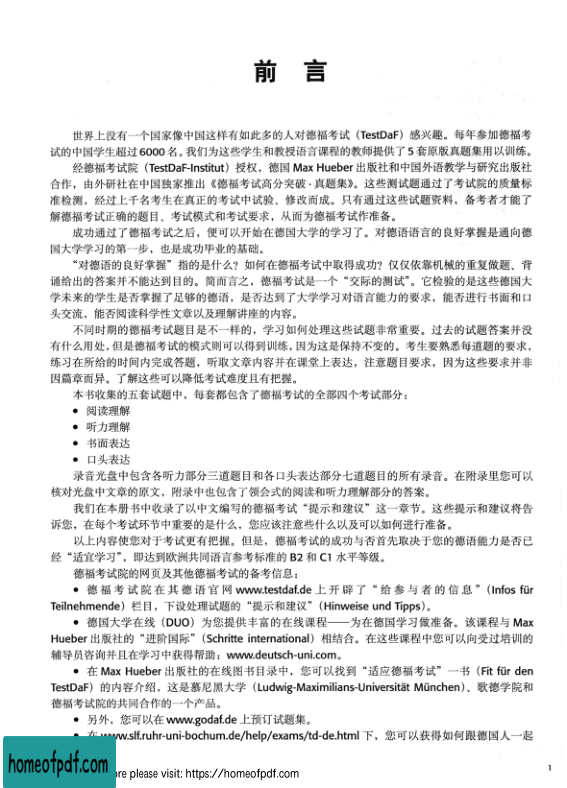 前 言
世界上没有一个国家像中国这样有如此多的人对德福考试（TestDaF）感兴趣。每年参加德福考
试的中国学生超过6000名。我们为这些学生和教授语言课程的教师提供了5套原版真题集用以训练。
经德福考试院（TestDaF-Institut）授权，德国Max Hueber出版社和中国外语教学与研究出版社
合作，由外研社在中国独家推出《德福考试高分突破·真题集》。这些测试题通过了考试院的质量标
准检测，经过上千名考生在真正的考试中试验、修改而成。只有通过这些试题资料，备考者才能了
解德福考试正确的题目、考试模式和考试要求，从而为德福考试作准备。
成功通过了德福考试之后，便可以开始在德国大学的学习了。对德语语言的良好掌握是通向德
国大学学习的第一步，也是成功毕业的基础。
“对德语的良好掌握”指的是什么？如何在德福考试中取得成功？仅仅依靠机械的重复做题、背
诵给出的答案并不能达到目的。简而言之，德福考试是一个“交际的测试”。它检验的是这些德国大
学未来的学生是否掌握了足够的德语，是否达到了大学学习对语言能力的要求，能否进行书面和口
头交流，能否阅读科学性文章以及理解讲座的内容。
不同时期的德福考试题目是不一样的，学习如何处理这些试题非常重要。过去的试题答案并没
有什么用处，但是德福考试的模式则可以得到训练，因为这是保持不变的。考生要熟悉每道题的要求，
练习在所给的时间内完成答题，听取文章内容并在课堂上表达，注意题目要求，因为这些要求并非
因篇章而异。了解这些可以降低考试难度且有把握。
本书收集的五套试题中，每套都包含了德福考试的全部四个考试部分：
● 阅读理解
● 听力理解
● 书面表达
● 口头表达
录音光盘中包含各听力部分三道题目和各口头表达部分七道题目的所有录音。在附录里您可以
核对光盘中文章的原文，附录中也包含了领会式的阅读和听力理解部分的答案。
我们在本册书中收录了以中文编写的德福考试“提示和建议”这一章节。这些提示和建议将告
诉您，在每个考试环节中重要的是什么，您应该注意些什么以及可以如何进行准备。
以上内容使您对于考试更有把握。但是，德福考试的成功与否首先取决于您的德语能力是否已
经“适宜学习”，即达到欧洲共同语言参考标准的B2和C1水平等级。
德福考试院的网页及其他德福考试的备考信息：
● 德福考试院在其德语官网www.testdaf.de上开辟了“给参与者的信息”（Infos für
Teilnehmende）栏目，下设处理试题的“提示和建议”（Hinweise und Tipps）。
● 德国大学在线（DUO）为您提供丰富的在线课程——为在德国学习做准备。该课程与Max
Hueber出版社的“进阶国际”（Schritte international）相结合。在这些课程中您可以向受过培训的
辅导员咨询并且在学习中获得帮助：www.deutsch-uni.com。
● 在Max Hueber出版社的在线图书目录中，您可以找到“适应德福考试”一书（Fit für den
TestDaF）的内容介绍，这是慕尼黑大学（Ludwig-Maximilians-Universität München）、歌德学院和
德福考试院的共同合作的一个产品。
● 另外，您可以在www.godaf.de上预订试题集。
● 在www.slf.ruhr-uni-bochum.de/help/exams/td-de.html下，您可以获得如何跟德国人一起
homeofpdf.com
re please visit: https://homeofpdf.com
1